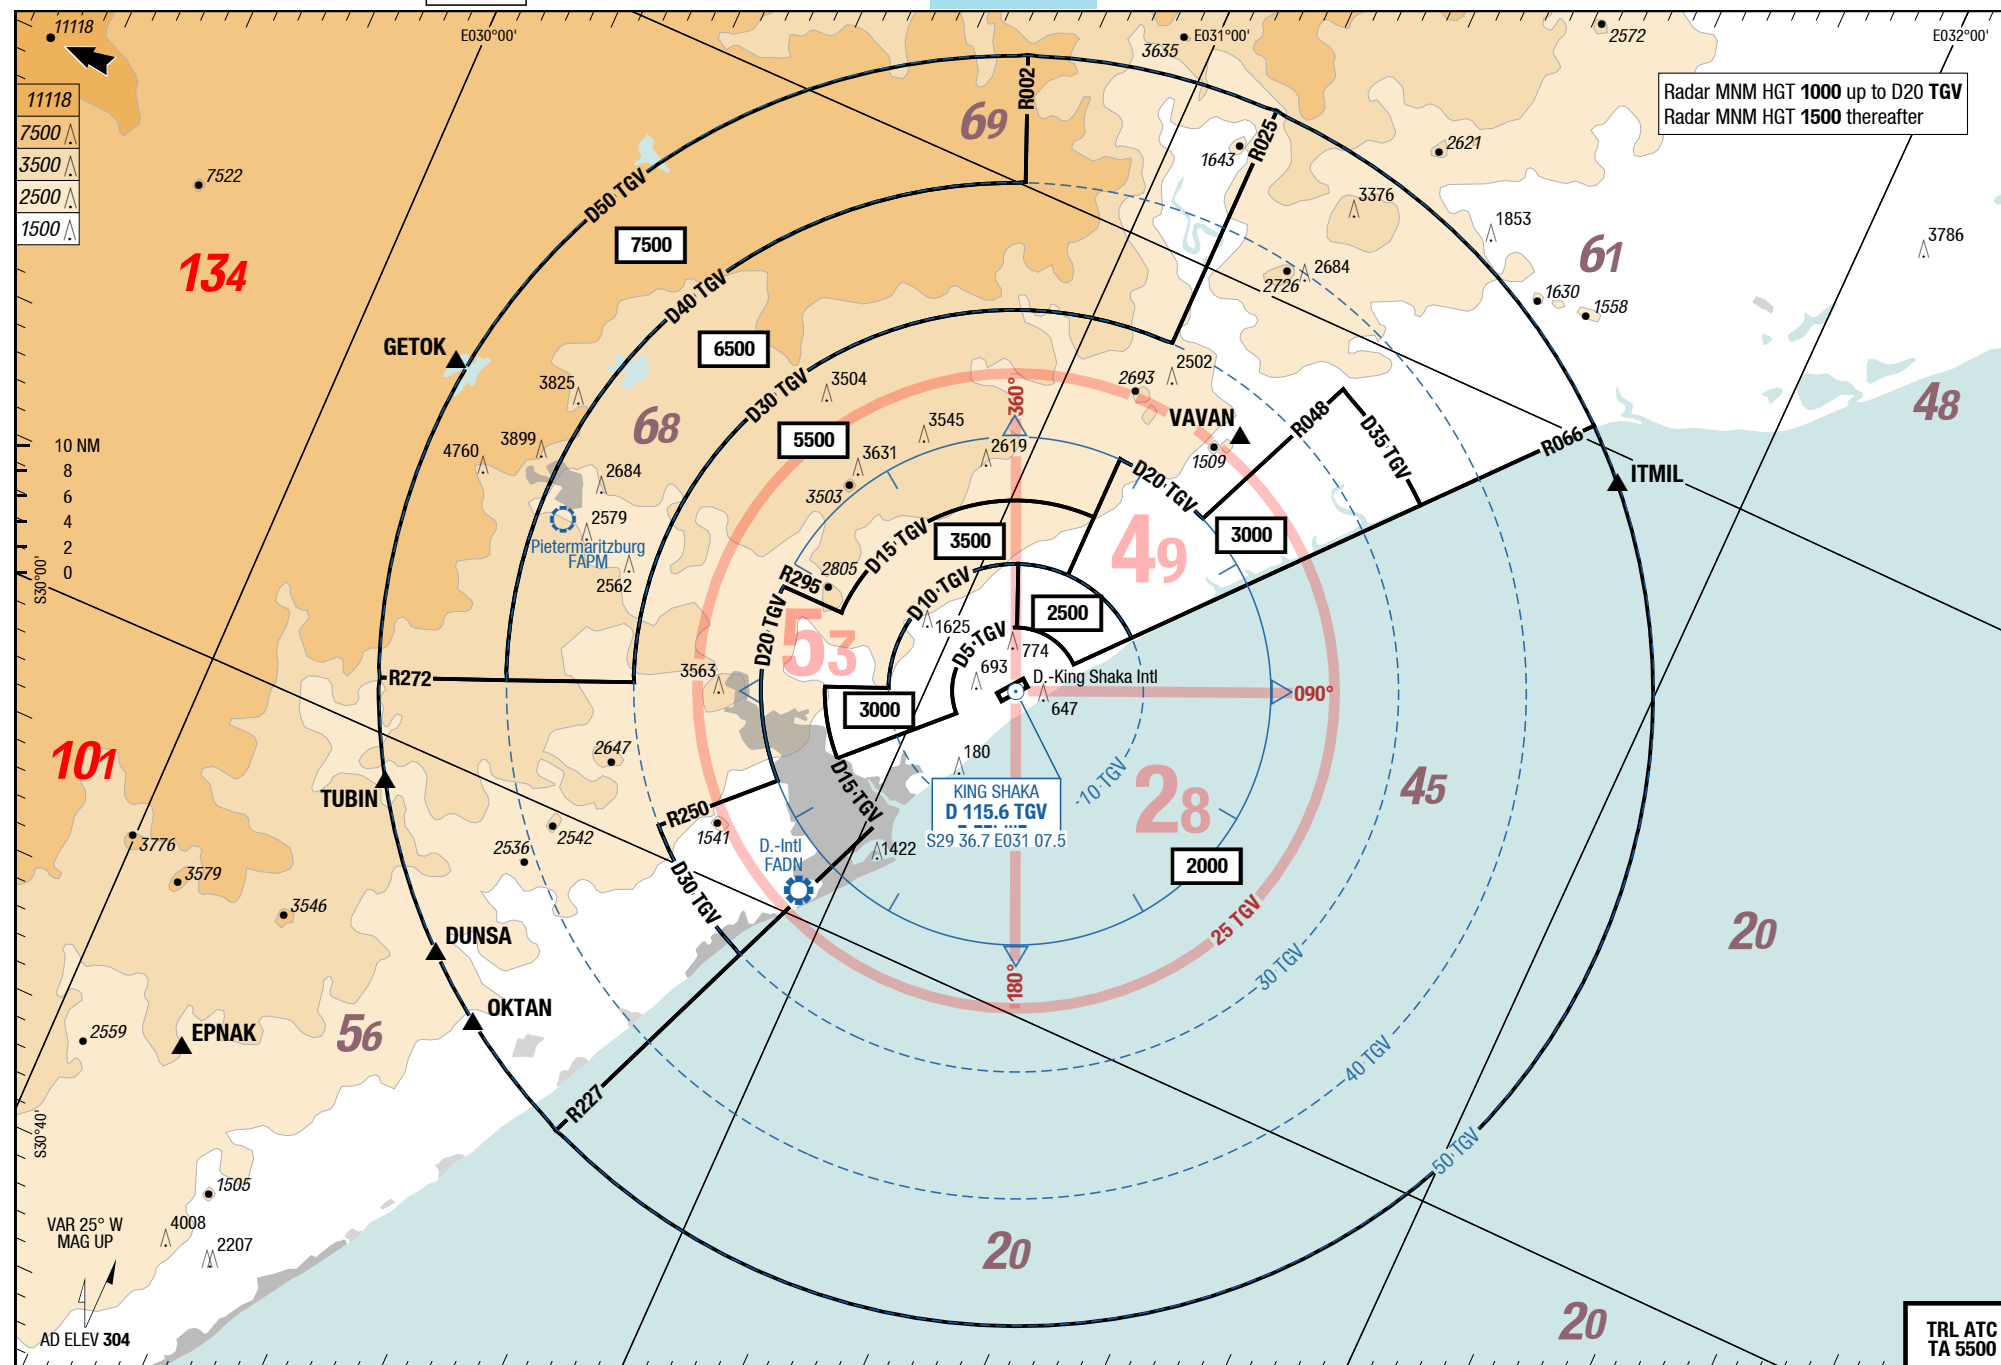 11118
E030°00'
3635
E031°00'
2572
E032°00'
11118
7500
3500
2500
1500
Radar MNM HGT 1000 up to D20 TGV
Radar MNM HGT 1500 thereafter
R002
69
R025
1643
2621
7522
D50 TGV
3376
1853
3786
134
7500
61
2684
2726
D40 TGV
1630
1558
GETOK
6500
2502
3825
D30 TGV
3504
2693
360°
VAVAN
R048
D35 TGV
48
68
5500
3545
2619
1509
R066
ITMIL
10 NM
8
6
4
2
0
4760
3899
2684
3631
3503
D20 TGV
2579
Pietermaritzburg
FAPM
2562
D15 TGV
3500
49
3000
S30°00'
R295
2805
D10 TGV
2500
D20 TGV
53
1625
D5 TGV
774
693
D.-King Shaka Intl
R272
3563
3000
647
090°
101
2647
180
10 TGV
28
45
TUBIN
D15 TGV
KING SHAKA
D 115.6 TGV
S29 36.7 E031 07.5
R250
1541
3776
2542
2536
D.-Intl
FADN
1422
2000
3579
D30 TGV
3546
25 TGV
20
DUNSA
30 TGV
180°
OKTAN
2559
EPNAK
56
40 TGV
R227
S30°40'
50 TGV
1505
VAR 25° W
MAG UP
4008
2207
20
20
AD ELEV 304
TRL ATC
TA 5500